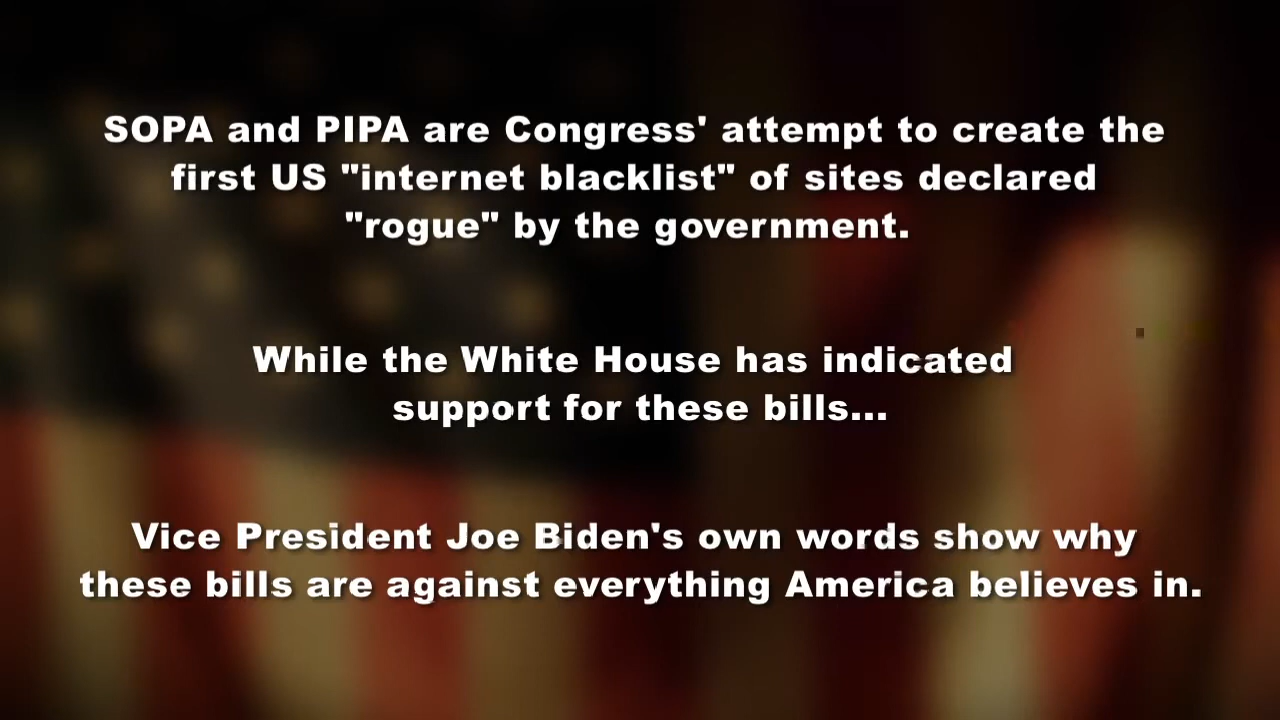 SOPA and PIPA are Congress' attempt to create the
first US "internet blacklist" of sites declared
"rogue" by the government.
While the White House has indicated
support for these bills...
Vice President Joe Biden's own words show why
these bills are against everything America believes in.